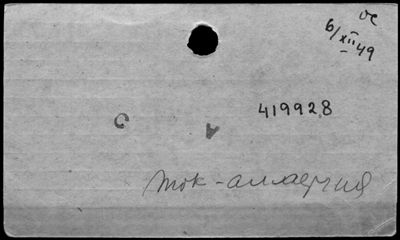 ос
6/XII 49
419928
С А
ток-аллергия